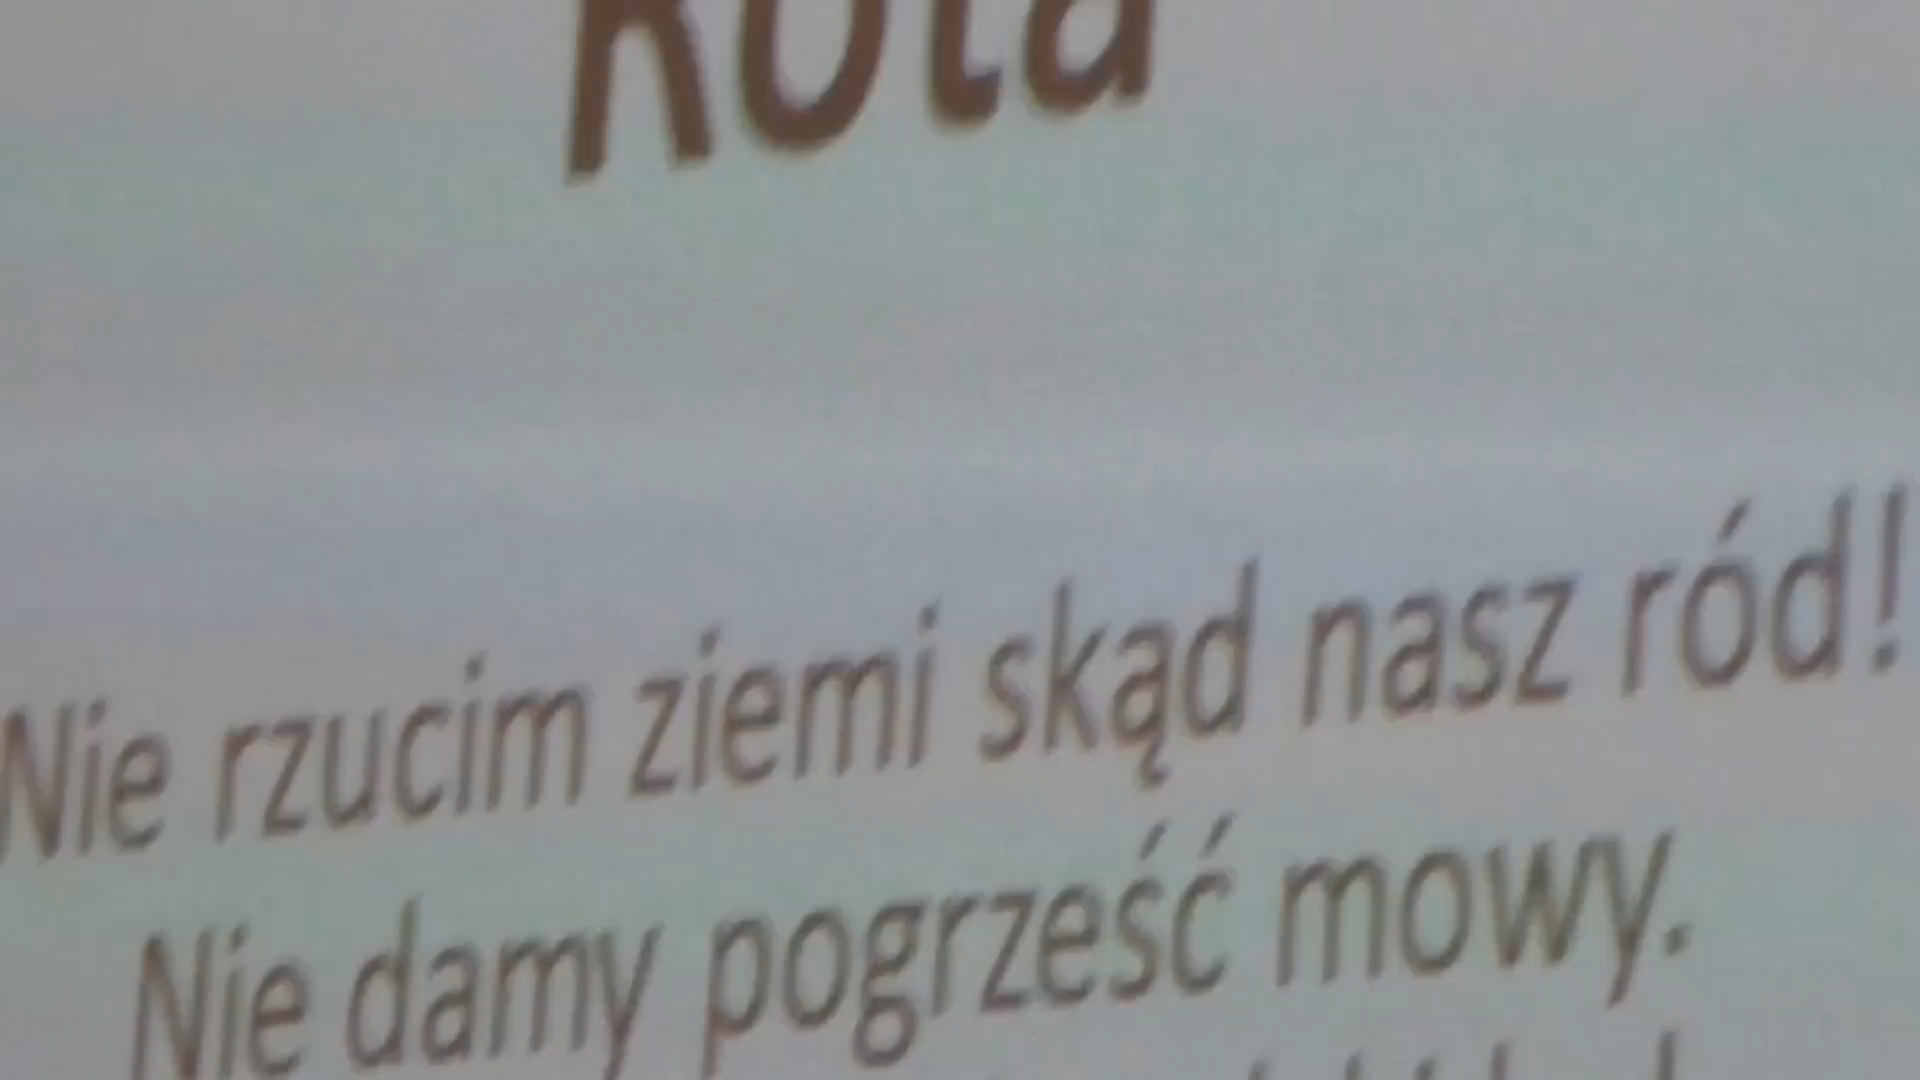 Rota
Nie rzucim ziemi skąd nasz ród!
Nie damy pogrześć mowy.